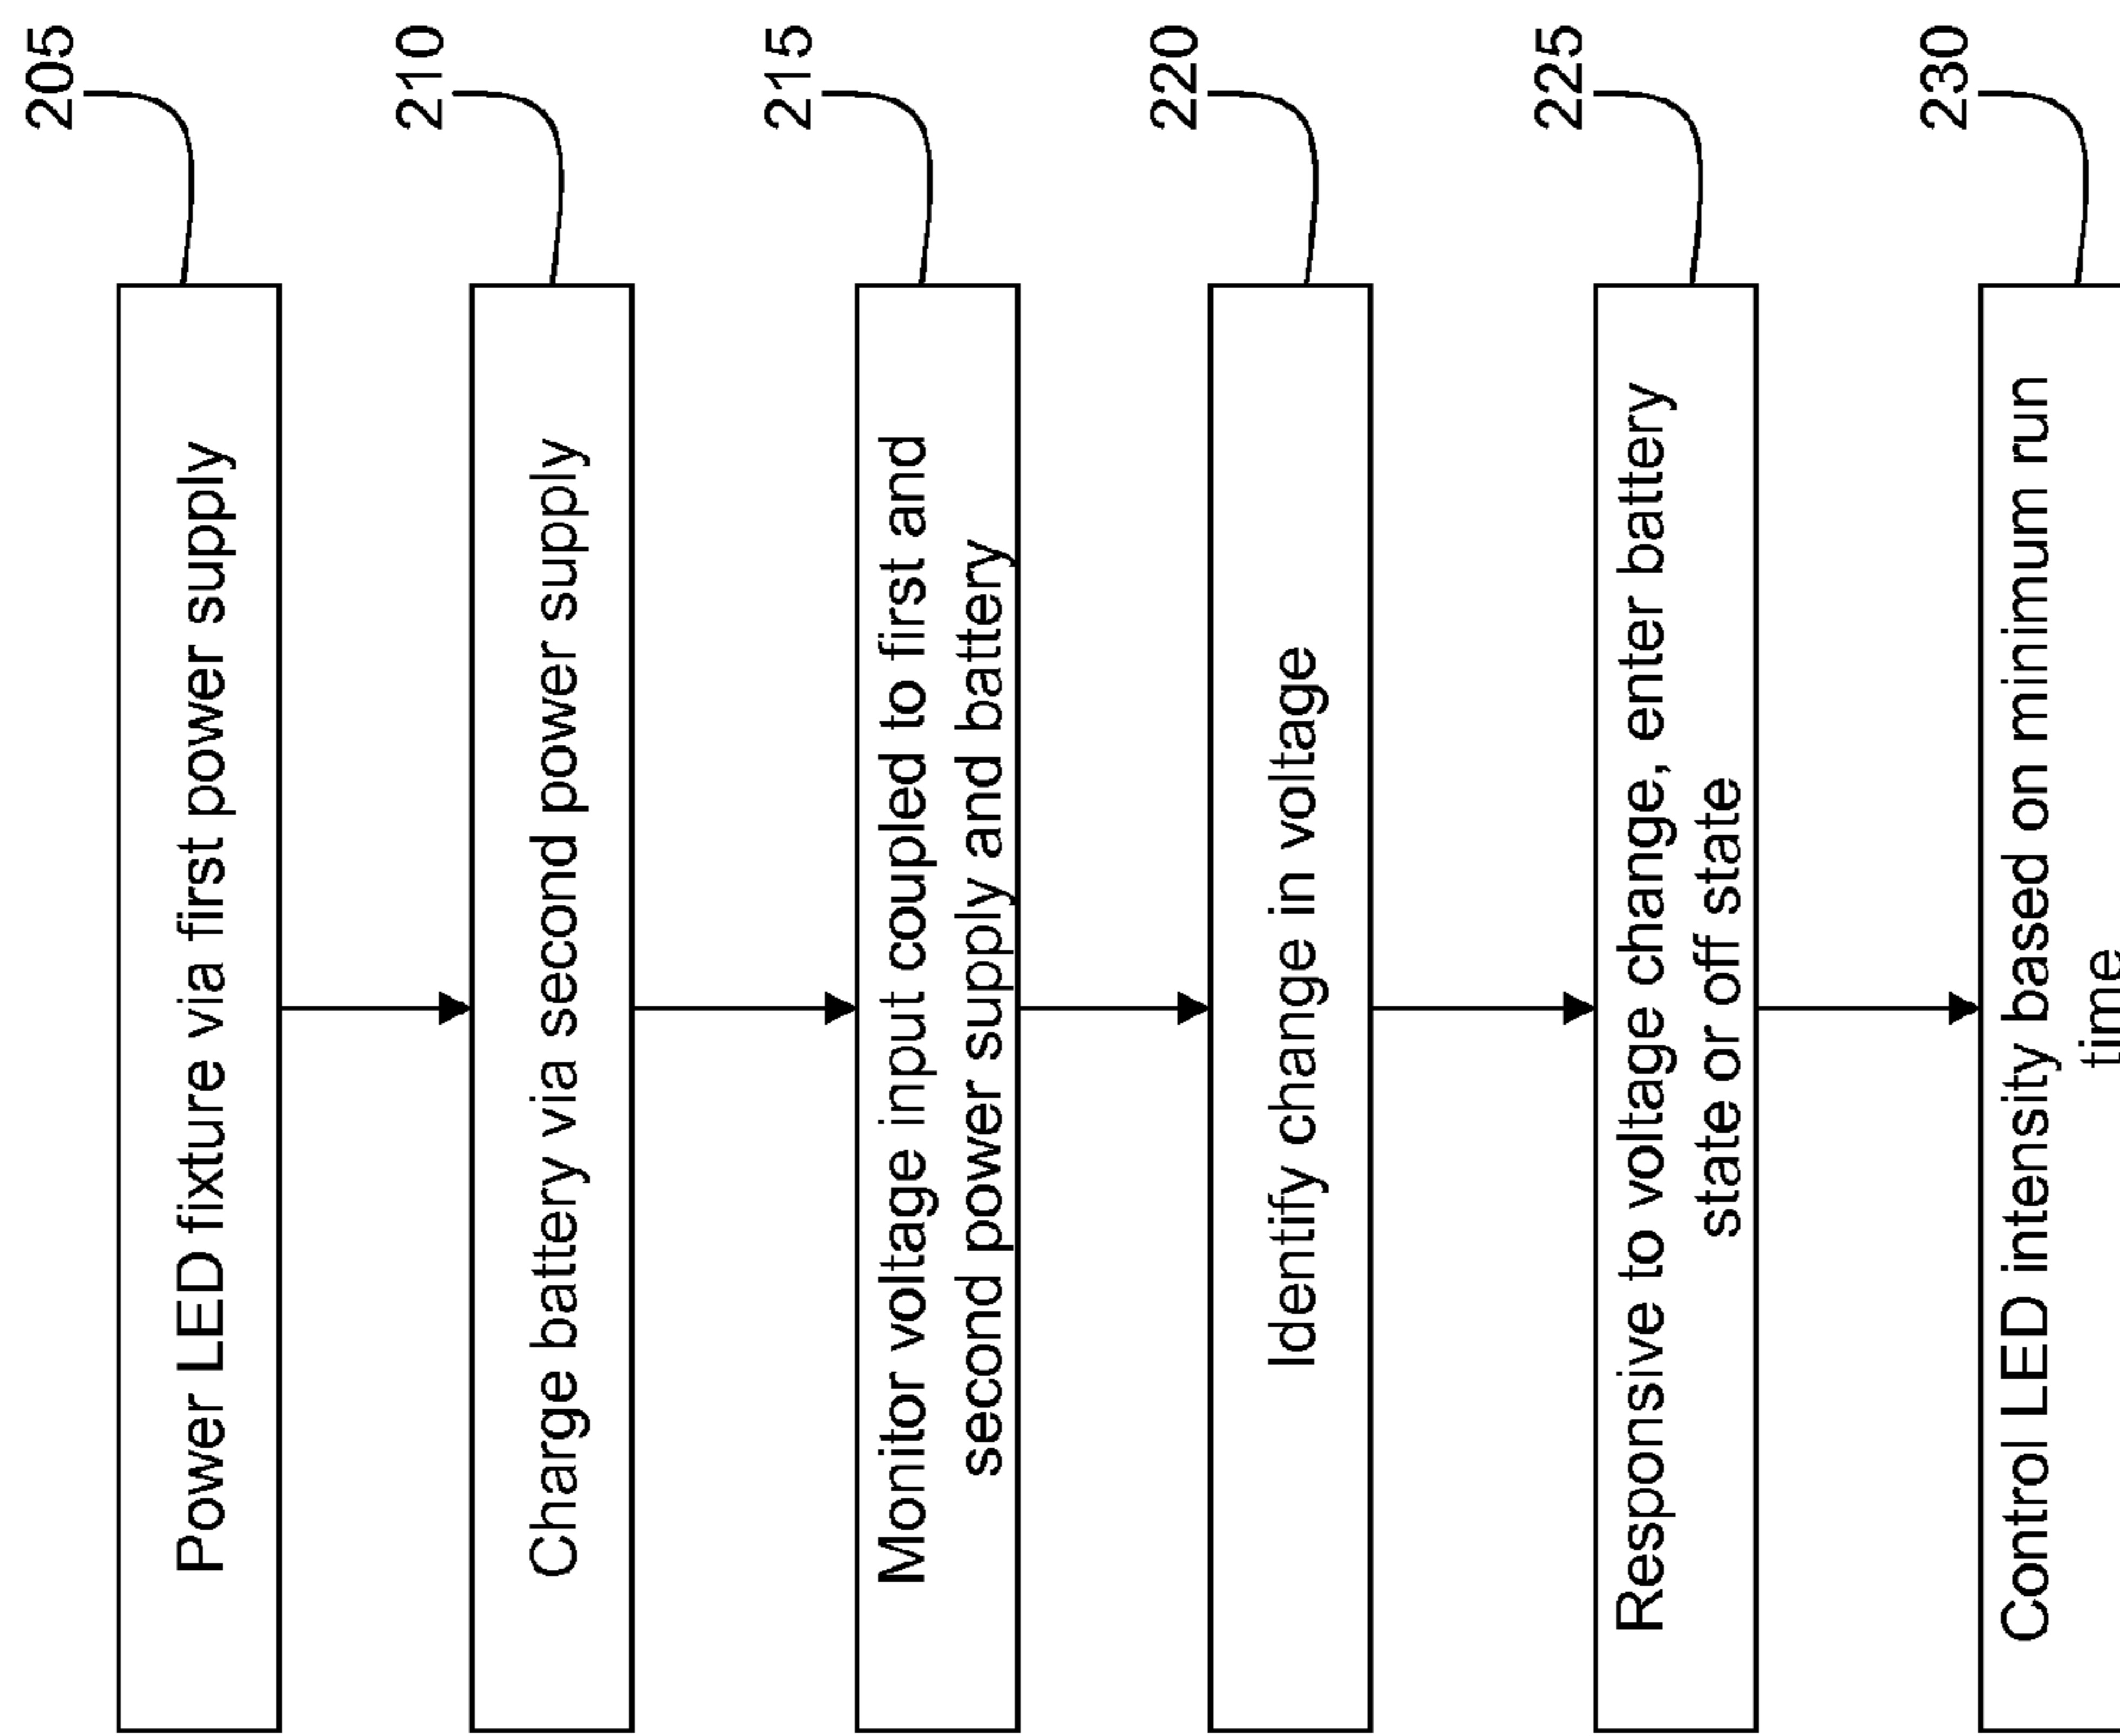 205
Power LED fixture via first power supply
210
Charge battery via second power supply
215
Monitor voltage input coupled to first and
second power supply and battery
220
Identify change in voltage
225
Responsive to voltage change, enter battery
state or off state
230
Control LED intensity based on minimum run
time